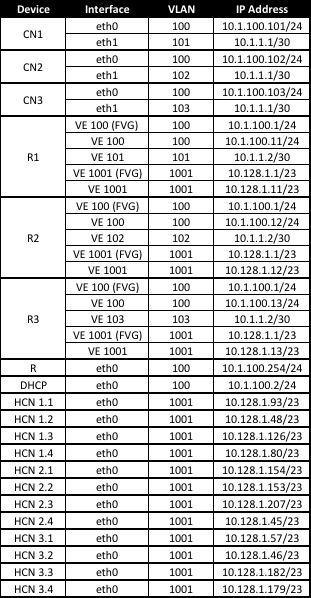 Device Interface VLAN IP Address
CN1 eth0 100 10.1.100.101/24
eth1 101 10.1.1.1/30
CN2 eth0 100 10.1.100.102/24
eth1 102 10.1.1.1/30
CN3 eth0 100 10.1.100.103/24
eth1 103 10.1.1.1/30
R1 VE 100 (FVG) 100 10.1.100.1/24
VE 100 100 10.1.100.11/24
VE 101 101 10.1.1.2/30
VE 1001 (FVG) 1001 10.128.1.1/23
VE 1001 1001 10.128.1.11/23
R2 VE 100 (FVG) 100 10.1.100.1/24
VE 100 100 10.1.100.12/24
VE 102 102 10.1.1.2/30
VE 1001 (FVG) 1001 10.128.1.1/23
VE 1001 1001 10.128.1.12/23
R3 VE 100 (FVG) 100 10.1.100.1/24
VE 100 100 10.1.100.13/24
VE 103 103 10.1.1.2/30
VE 1001 (FVG) 1001 10.128.1.1/23
VE 1001 1001 10.128.1.13/23
R eth0 100 10.1.100.254/24
DHCP eth0 100 10.1.100.2/24
HCN 1.1 eth0 1001 10.128.1.93/23
HCN 1.2 eth0 1001 10.128.1.48/23
HCN 1.3 eth0 1001 10.128.1.126/23
HCN 1.4 eth0 1001 10.128.1.80/23
HCN 2.1 eth0 1001 10.128.1.154/23
HCN 2.2 eth0 1001 10.128.1.153/23
HCN 2.3 eth0 1001 10.128.1.207/23
HCN 2.4 eth0 1001 10.128.1.45/23
HCN 3.1 eth0 1001 10.128.1.57/23
HCN 3.2 eth0 1001 10.128.1.46/23
HCN 3.3 eth0 1001 10.128.1.182/23
HCN 3.4 eth0 1001 10.128.1.179/23